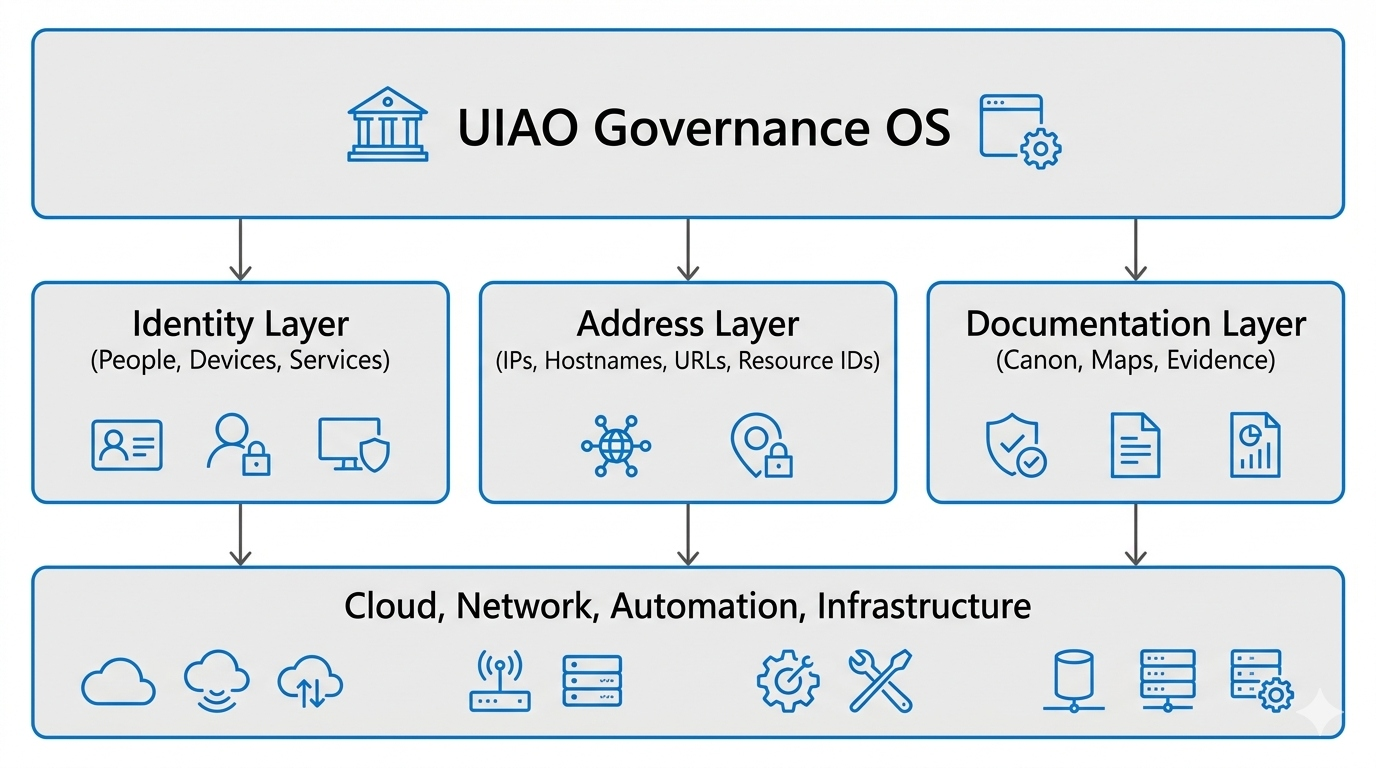 UIAO Governance OS
Identity Layer
(People, Devices, Services)
Address Layer
(IPs, Hostnames, URLs, Resource IDs)
Documentation Layer
(Canon, Maps, Evidence)
Cloud, Network, Automation, Infrastructure